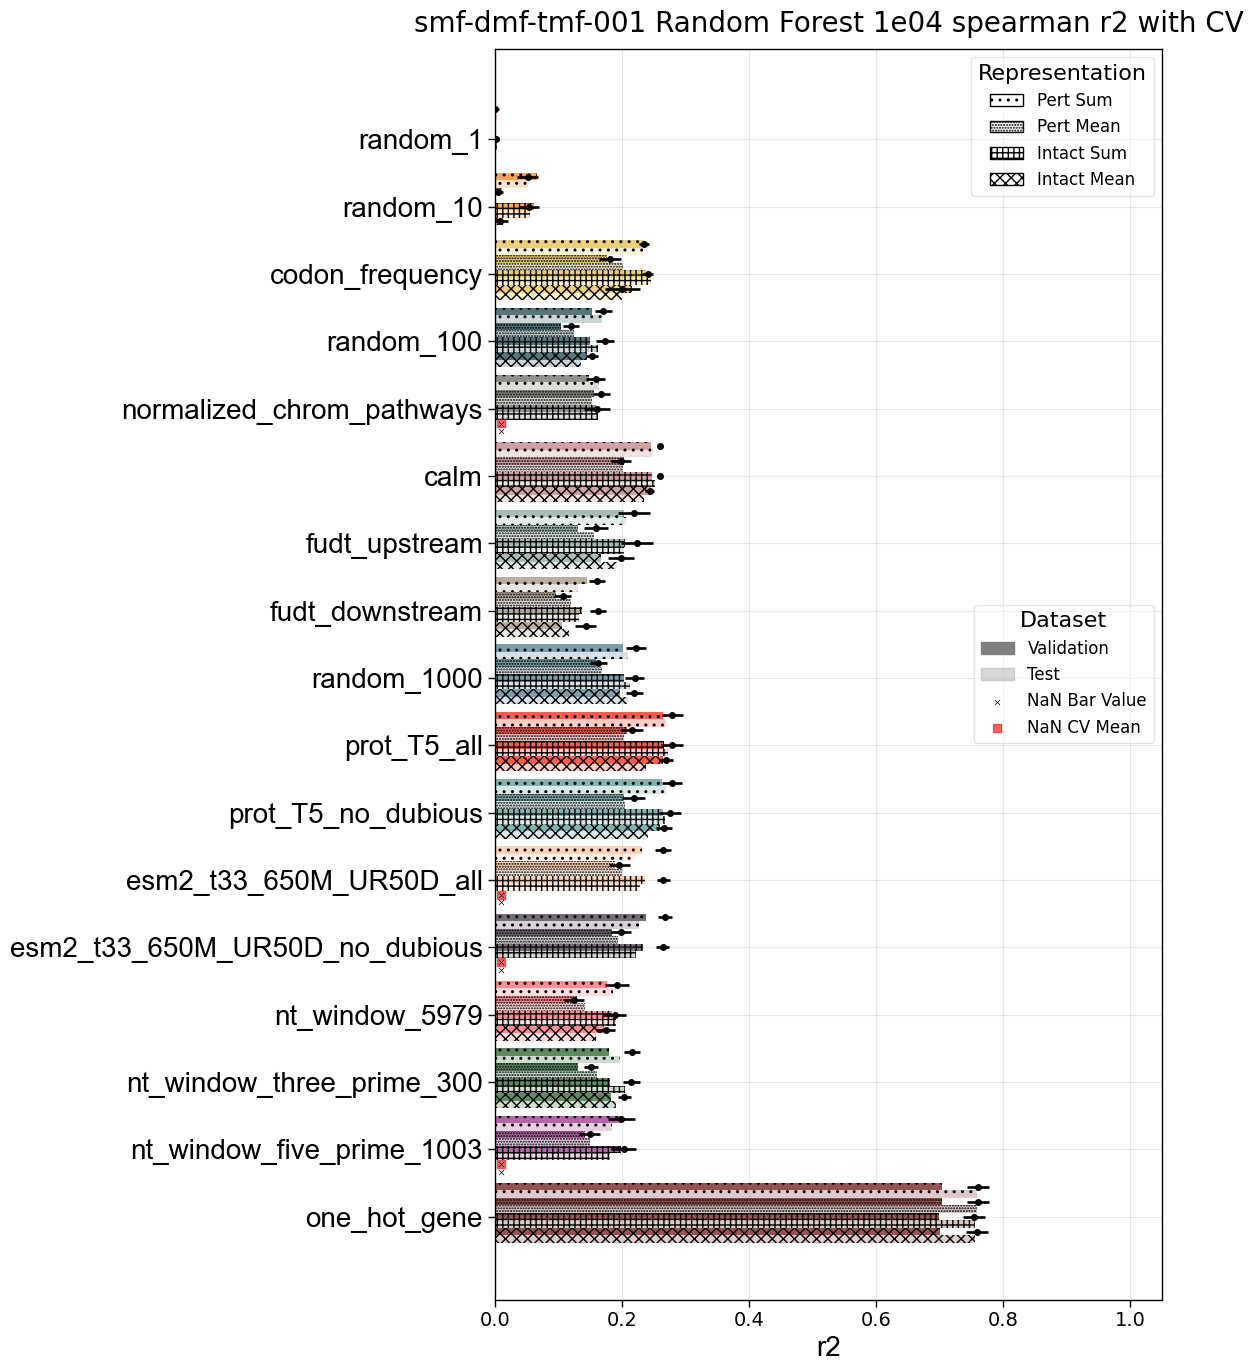 smf-dmf-tmf-001 Random Forest 1e04 spearman r2 with CV
Representation
Pert Sum
Pert Mean
Intact Sum
Intact Mean
random_1
random_10
codon_frequency
random_100
normalized_chrom_pathways
calm
fudt_upstream
fudt_downstream
random_1000
prot_T5_all
prot_T5_no_dubious
esm2_t33_650M_UR50D_all
esm2_t33_650M_UR50D_no_dubious
nt_window_5979
nt_window_three_prime_300
nt_window_five_prime_1003
one_hot_gene
Dataset
Validation
Test
NaN Bar Value
NaN CV Mean
0.0 0.2 0.4 0.6 0.8 1.0
r2